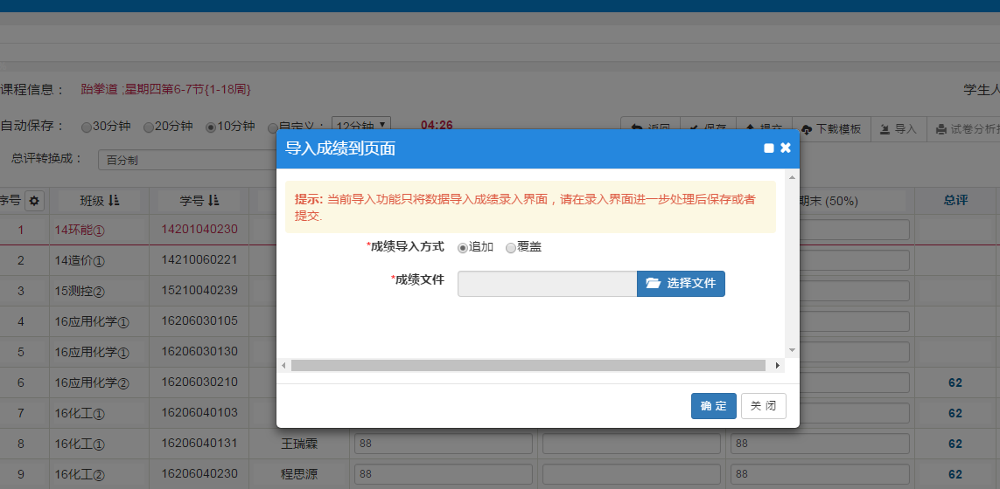 课程信息： 跆拳道 ;星期四第6-7节{1-18周} 学生人
自动保存： 30分钟 20分钟 10分钟 自定义： 12分钟 04:26 返回 保存 提交 下载模板 导入 试卷分析
总评转换成： 百分制
导入成绩到页面
提示: 当前导入功能只将数据导入成绩录入界面，请在录入界面进一步处理后保存或者
提交.
*成绩导入方式 追加 覆盖
*成绩文件 选择文件
确 定 关 闭
序号 班级 学号 期末 (50%) 总评
1 14环能① 14201040230
2 14造价① 14210060221
3 15测控② 15210040239
4 16应用化学① 16206030105
5 16应用化学① 16206030130
6 16应用化学② 16206030210 62
7 16化工① 16206040103 62
8 16化工① 16206040131 王瑞霖 88 88 62
9 16化工② 16206040230 程思源 88 88 62